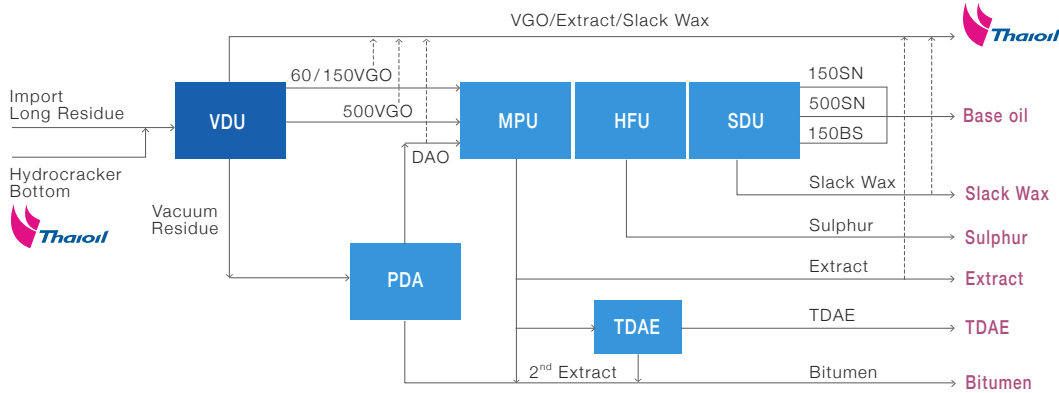 VGO/Extract/Slack Wax
Thaioil
60/150VGO
150SN
Import
Long Residue
VDU
500VGO
MPU
HFU
SDU
500SN
Base oil
150BS
DAO
Hydrocracker
Bottom
Slack Wax
Slack Wax
Thaioil
Vacuum
Residue
Sulphur
Sulphur
PDA
Extract
Extract
TDAE
TDAE
TDAE
2nd Extract
Bitumen
Bitumen